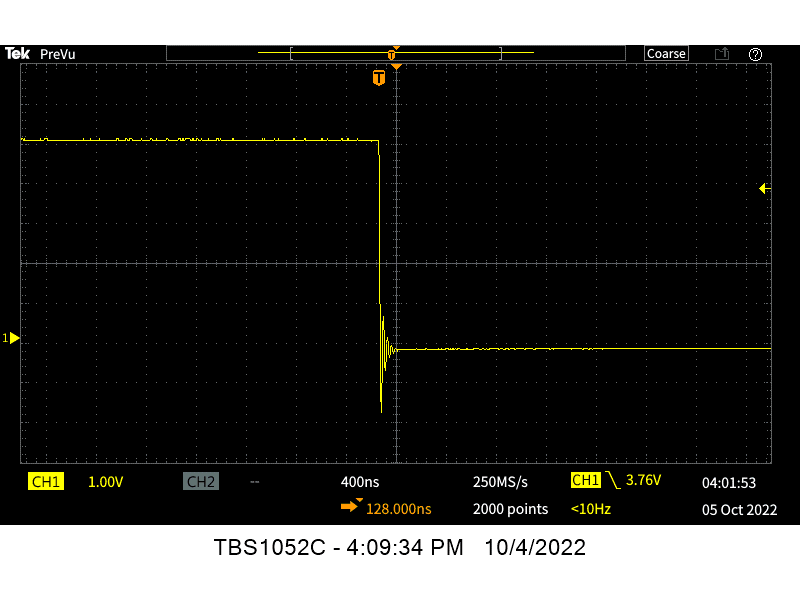 Tek PreVu Coarse ?
T
T
1
CH1 1.00V CH2 -- 400ns 250MS/s CH1 3.76V 04:01:53
128.000ns 2000 points <10Hz 05 Oct 2022
TBS1052C - 4:09:34 PM 10/4/2022